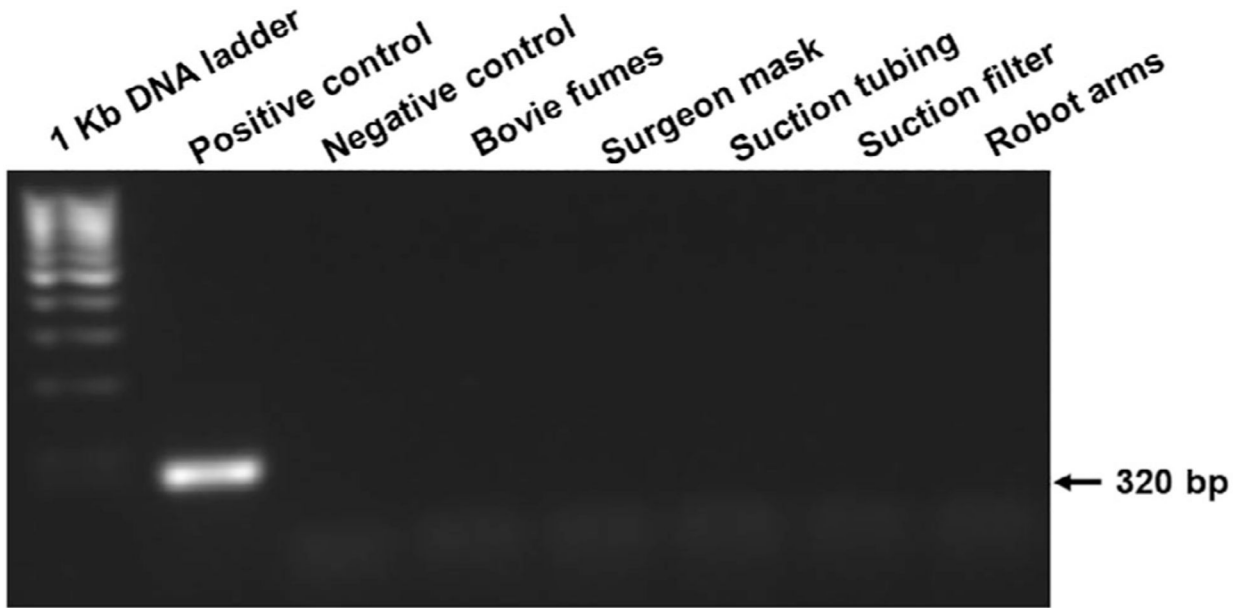 1 Kb DNA ladder
Positive control
Negative control
Bovie fumes
Surgeon mask
Suction tubing
Suction filter
Robot arms
320 bp